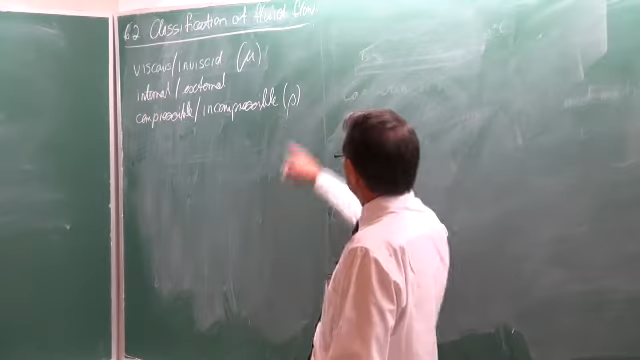 6.2 Classification of Fluid Flow.
viscous/inviscid (μ)
internal / external
compressible/incompressible (ρ)